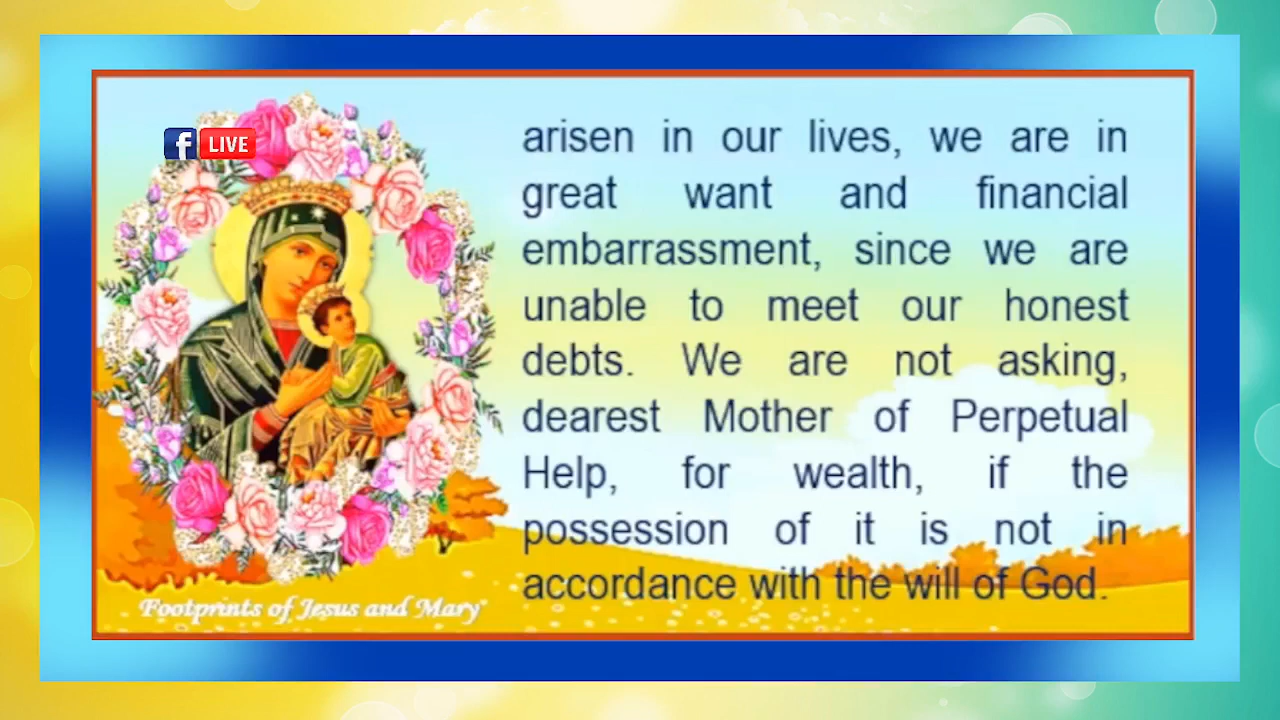 f LIVE
arisen in our lives, we are in
great want and financial
embarrassment, since we are
unable to meet our honest
debts. We are not asking,
dearest Mother of Perpetual
Help, for wealth, if the
possession of it is not in
accordance with the will of God.
Footprints of Jesus and Mary